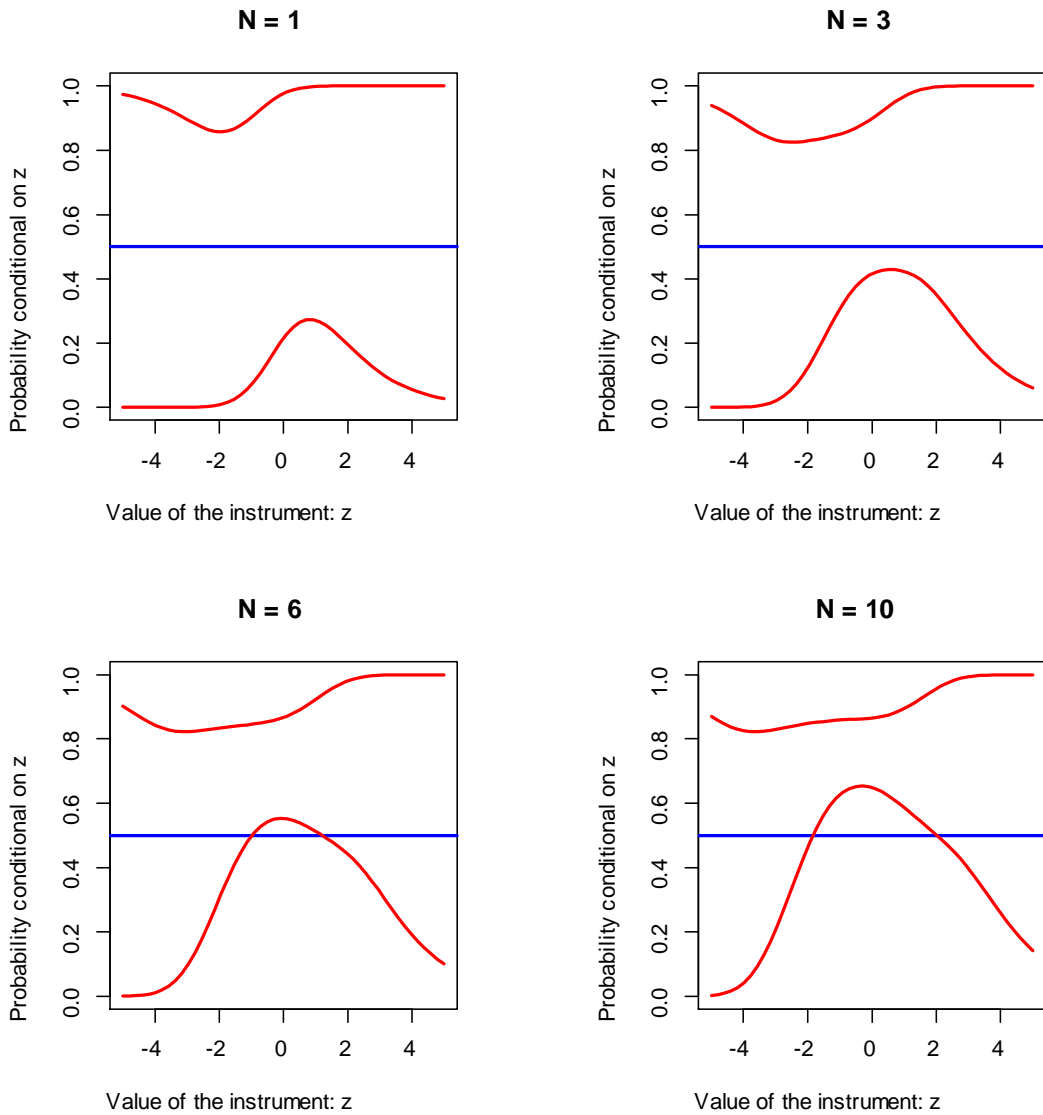 N = 1
Probability conditional on z
1.0
0.8
0.6
0.4
0.2
0.0
-4 -2 0 2 4
Value of the instrument: z
N = 3
Probability conditional on z
1.0
0.8
0.6
0.4
0.2
0.0
-4 -2 0 2 4
Value of the instrument: z
N = 6
Probability conditional on z
1.0
0.8
0.6
0.4
0.2
0.0
-4 -2 0 2 4
Value of the instrument: z
N = 10
Probability conditional on z
1.0
0.8
0.6
0.4
0.2
0.0
-4 -2 0 2 4
Value of the instrument: z